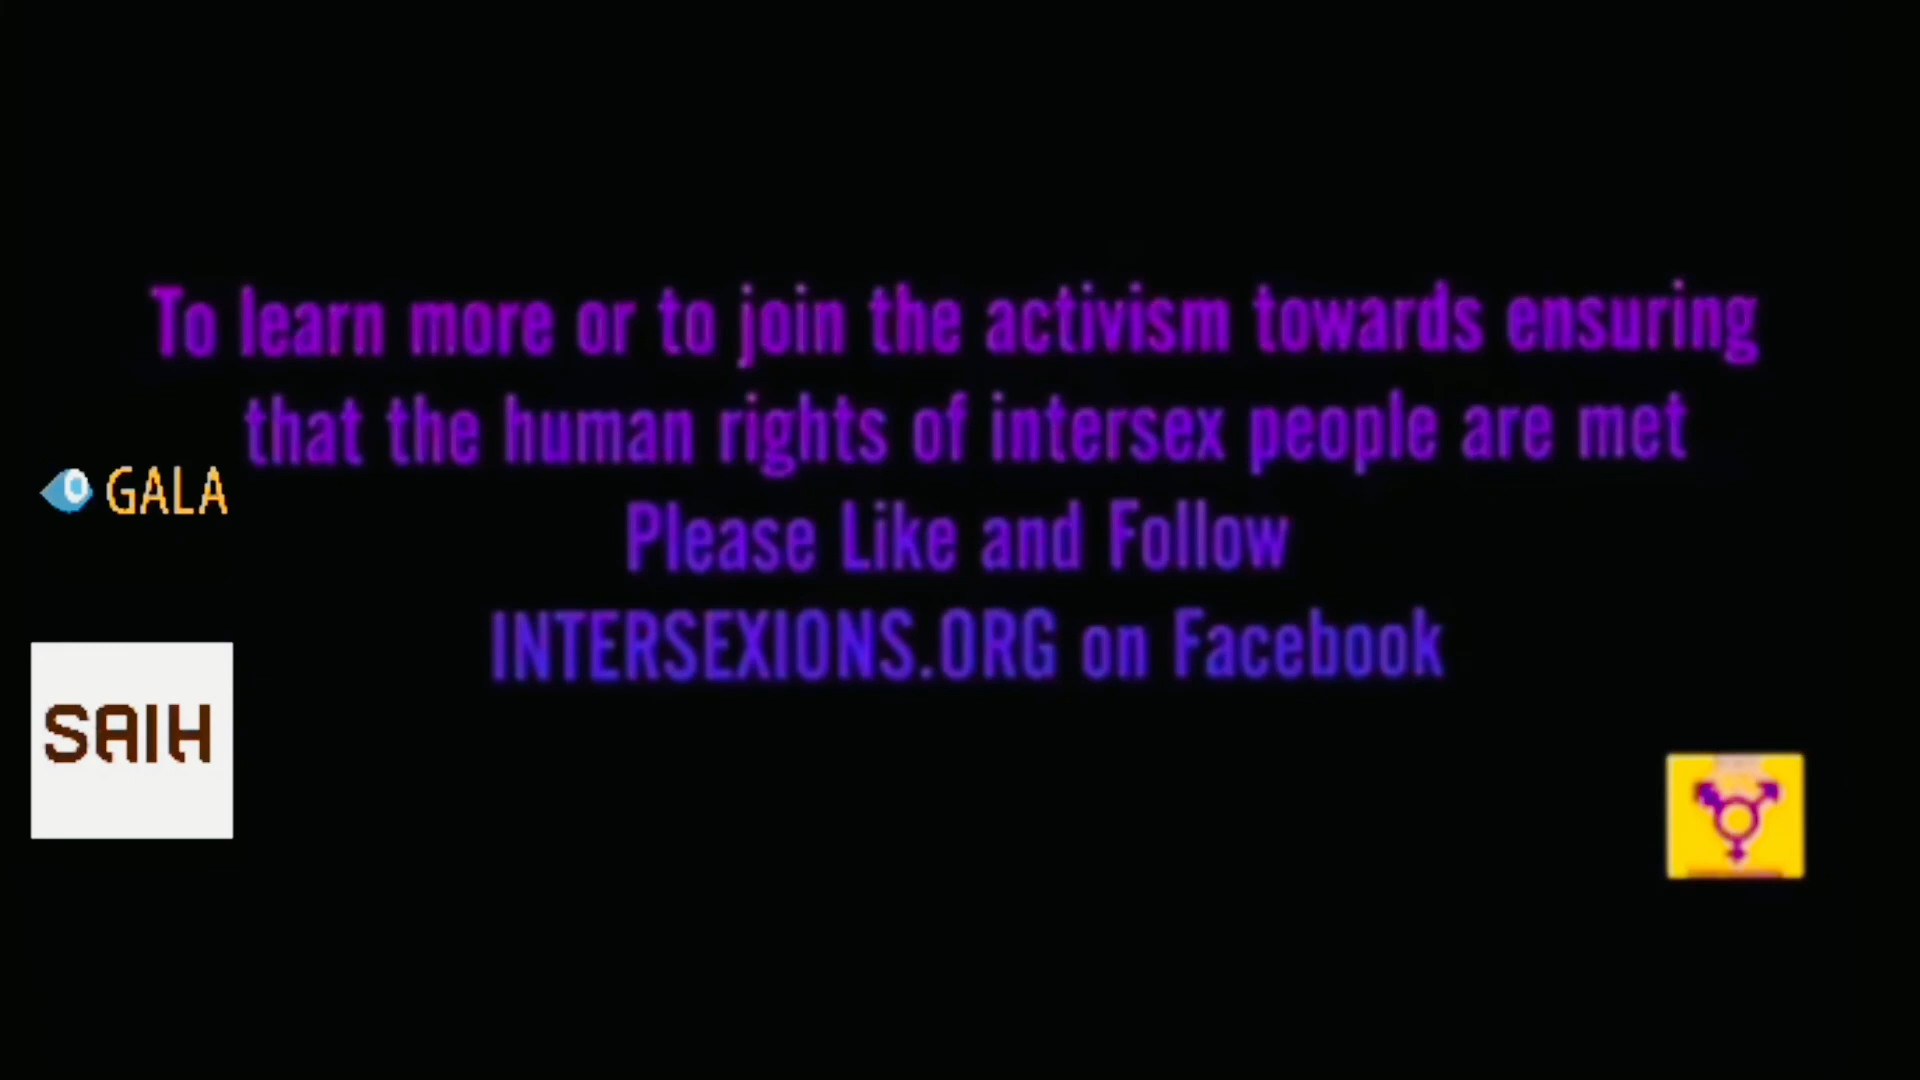 To learn more or to join the activism towards ensuring
that the human rights of intersex people are met
GALA
Please Like and Follow
INTERSEXIONS.ORG on Facebook
SAIH